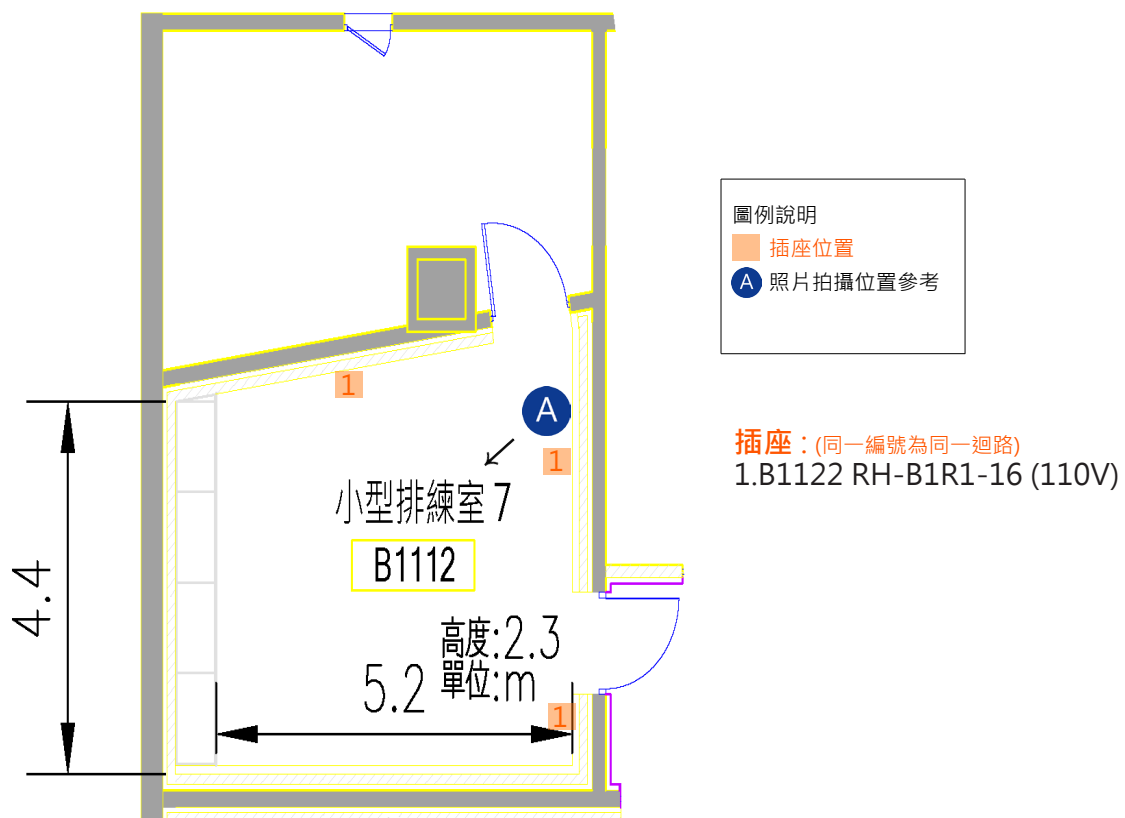 圖例說明
插座位置
A 照片拍攝位置參考
1
A
插座：(同一編號為同一迴路)
1.B1122 RH-B1R1-16 (110V)
1
小型排練室 7
B1112
4.4
高度:2.3
5.2 單位:m
1